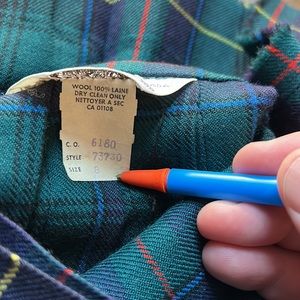 WOOL 100% LAINE
DRY CLEAN ONLY
NETTOYER A SEC
CA 01108
C. O. 6180
STYLE 73730
SIZE 8